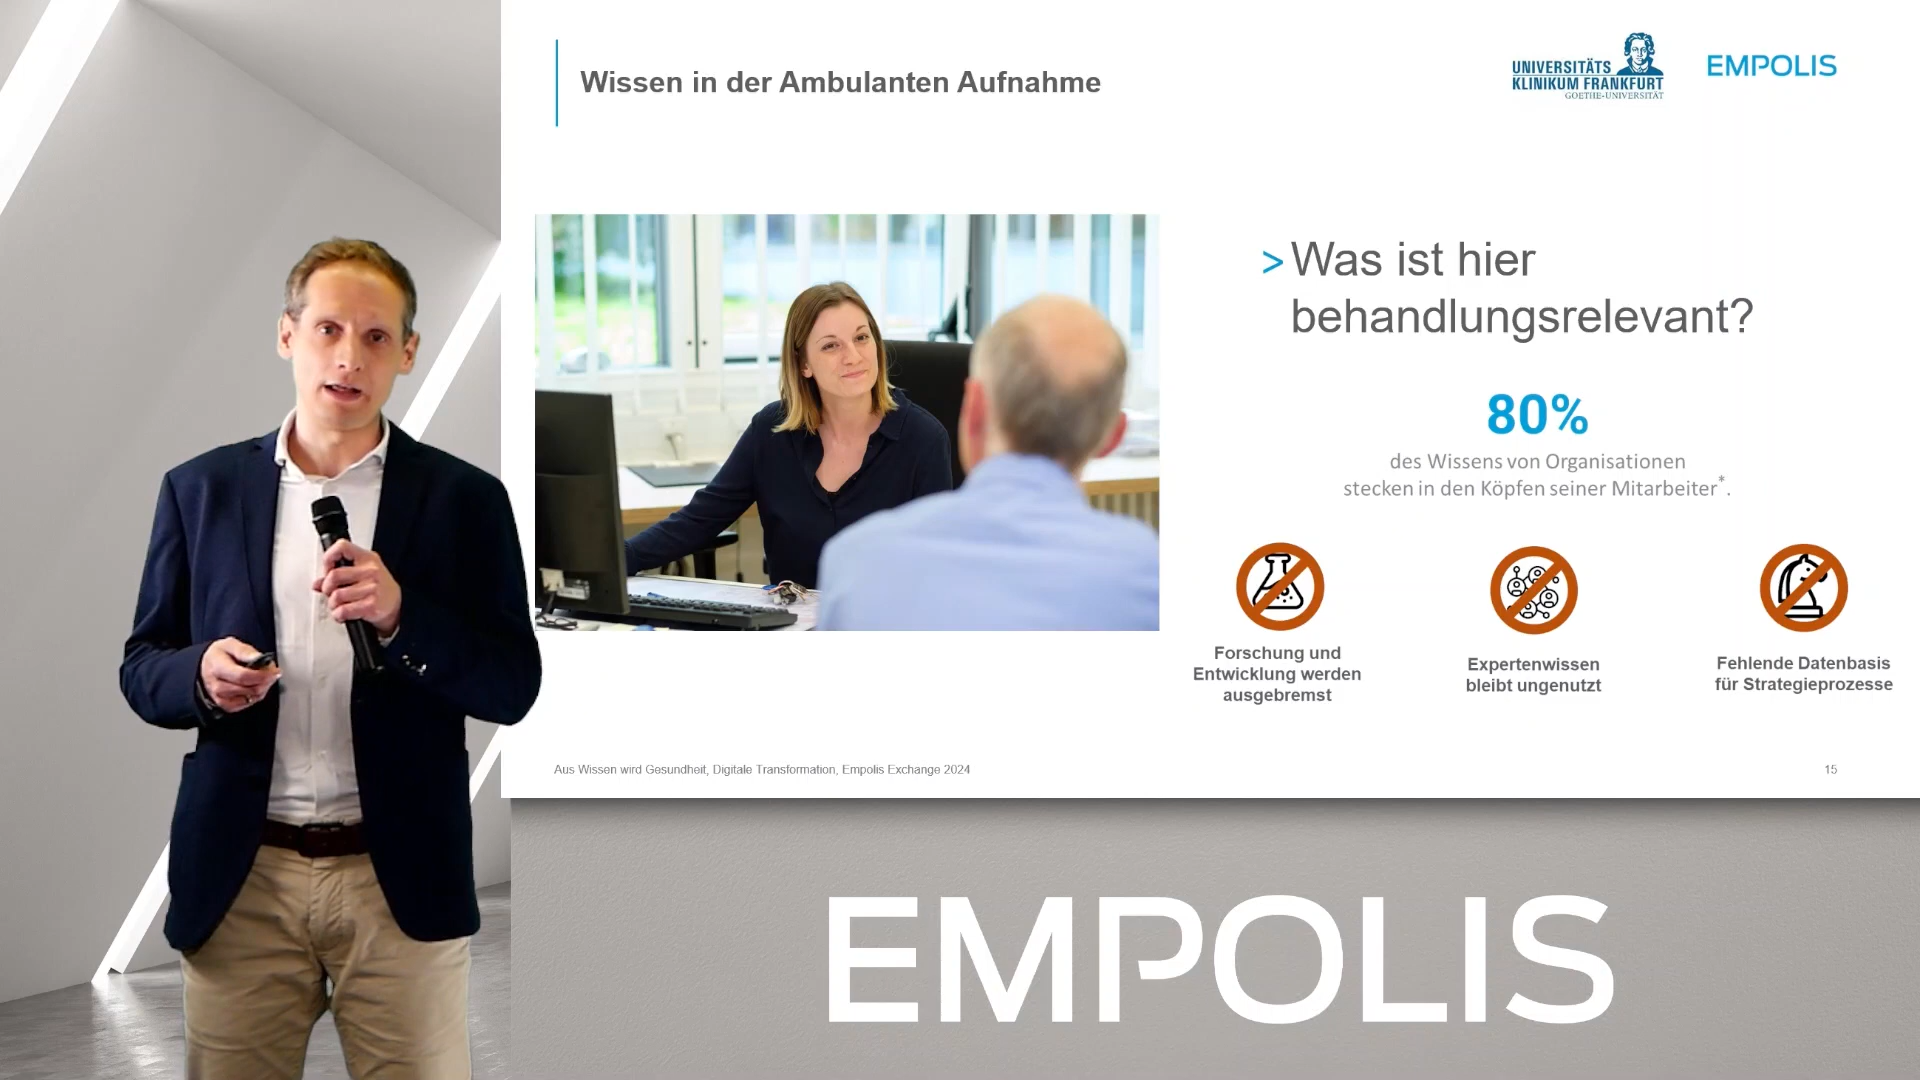 Wissen in der Ambulanten Aufnahme
UNIVERSITÄTS
KLINIKUM FRANKFURT
GOETHE-UNIVERSITÄT
EMPOLIS
> Was ist hier
behandlungsrelevant?
80%
des Wissens von Organisationen
stecken in den Köpfen seiner Mitarbeiter*.
Forschung und
Entwicklung werden
ausgebremst
Expertenwissen
bleibt ungenutzt
Fehlende Datenbasis
für Strategieprozesse
Aus Wissen wird Gesundheit, Digitale Transformation, Empolis Exchange 2024
15
EMPOLIS